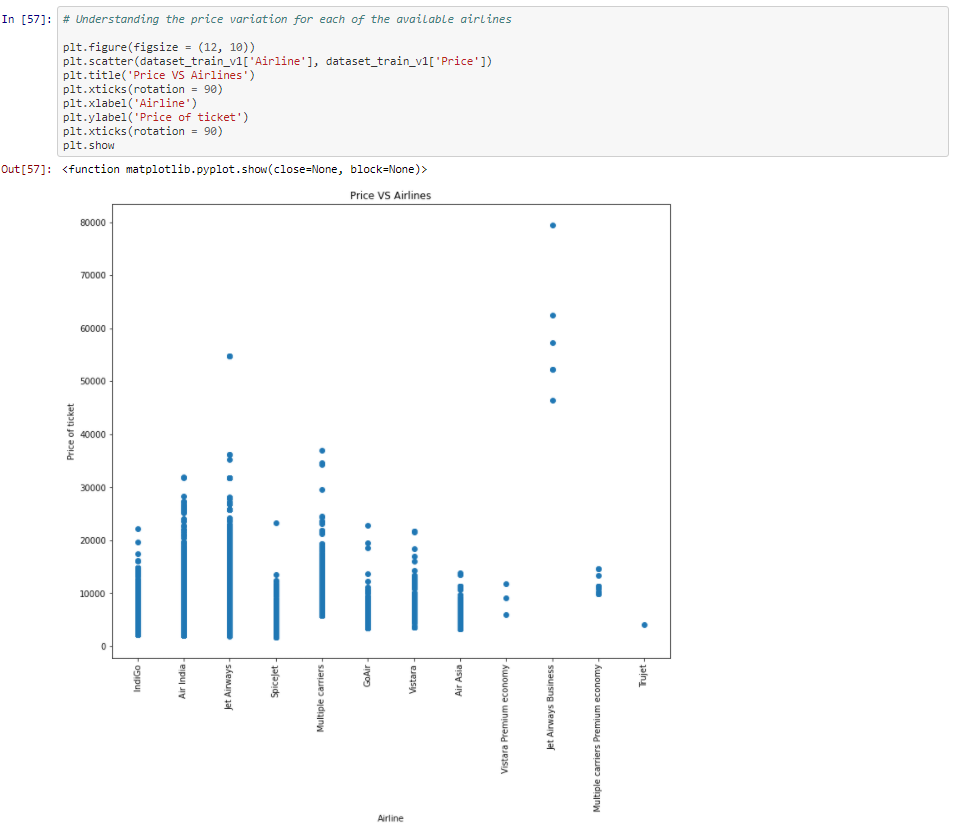 In [57]: # Understanding the price variation for each of the available airlines
plt.figure(figsize = (12, 10))
plt.scatter(dataset_train_v1['Airline'], dataset_train_v1['Price'])
plt.title('Price VS Airlines')
plt.xticks(rotation = 90)
plt.xlabel('Airline')
plt.ylabel('Price of ticket')
plt.xticks(rotation = 90)
plt.show
Out[57]: <function matplotlib.pyplot.show(close=None, block=None)>
Price VS Airlines
80000
70000
60000
50000
40000
30000
20000
10000
0
Price of ticket
IndiGo
Air India
Jet Airways
SpiceJet
Multiple carriers
GoAir
Vistara
Air Asia
Vistara Premium economy
Jet Airways Business
Multiple carriers Premium economy
Trujet
Airline